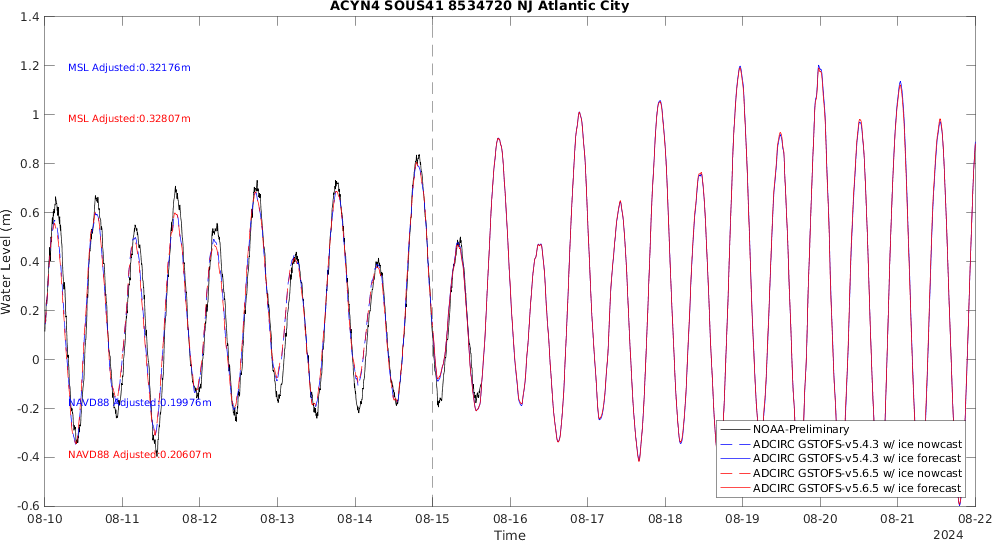 ACYN4 SOUS41 8534720 NJ Atlantic City
1.4
1.2
1
0.8
0.6
0.4
0.2
0
-0.2
-0.4
-0.6
Water Level (m)
MSL Adjusted:0.32176m
MSL Adjusted:0.32807m
NAVD88 Adjusted:0.19976m
NAVD88 Adjusted:0.20607m
NOAA-Preliminary
ADCIRC GSTOFS-v5.4.3 w/ ice nowcast
ADCIRC GSTOFS-v5.4.3 w/ ice forecast
ADCIRC GSTOFS-v5.6.5 w/ ice nowcast
ADCIRC GSTOFS-v5.6.5 w/ ice forecast
08-10 08-11 08-12 08-13 08-14 08-15 08-16 08-17 08-18 08-19 08-20 08-21 08-22
Time
2024